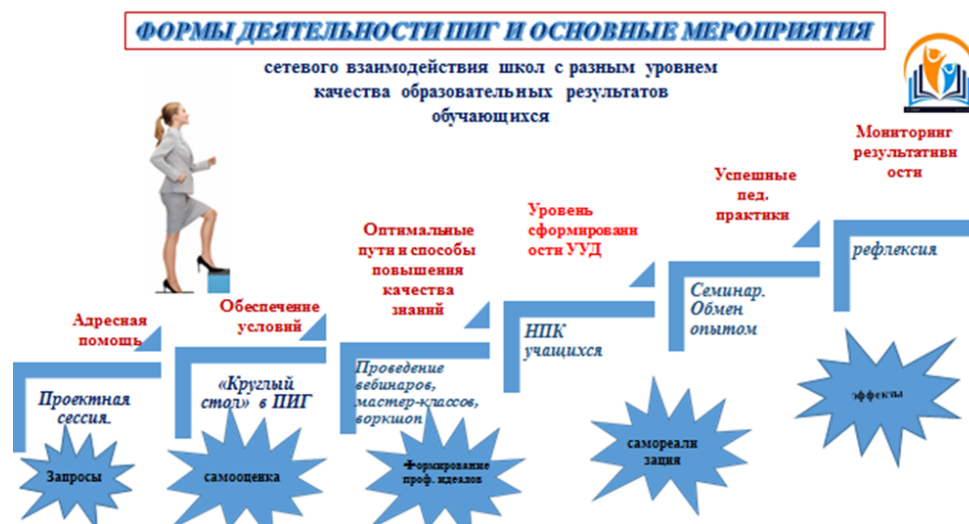 ФОРМЫ ДЕЯТЕЛЬНОСТИ ПИГ И ОСНОВНЫЕ МЕРОПРИЯТИЯ
сетевого взаимодействия школ с разным уровнем
качества образовательных результатов
обучающихся
Адресная
помощь
Проектная
сессия.
Запросы
Обеспечение
условий
«Круглый
стол» в ПИГ
самооценка
Оптимальные
пути и способы
повышения
качества
знаний
Проведение
вебинаров,
мастер-классов,
воркшоп
Формирование
проф. идеалов
Уровень
сформированн
ости УУД
НПК
учащихся
самореали
зация
Успешные
пед.
практики
Семинар.
Обмен
опытом
Мониторинг
результативн
ости
рефлексия
эффекты